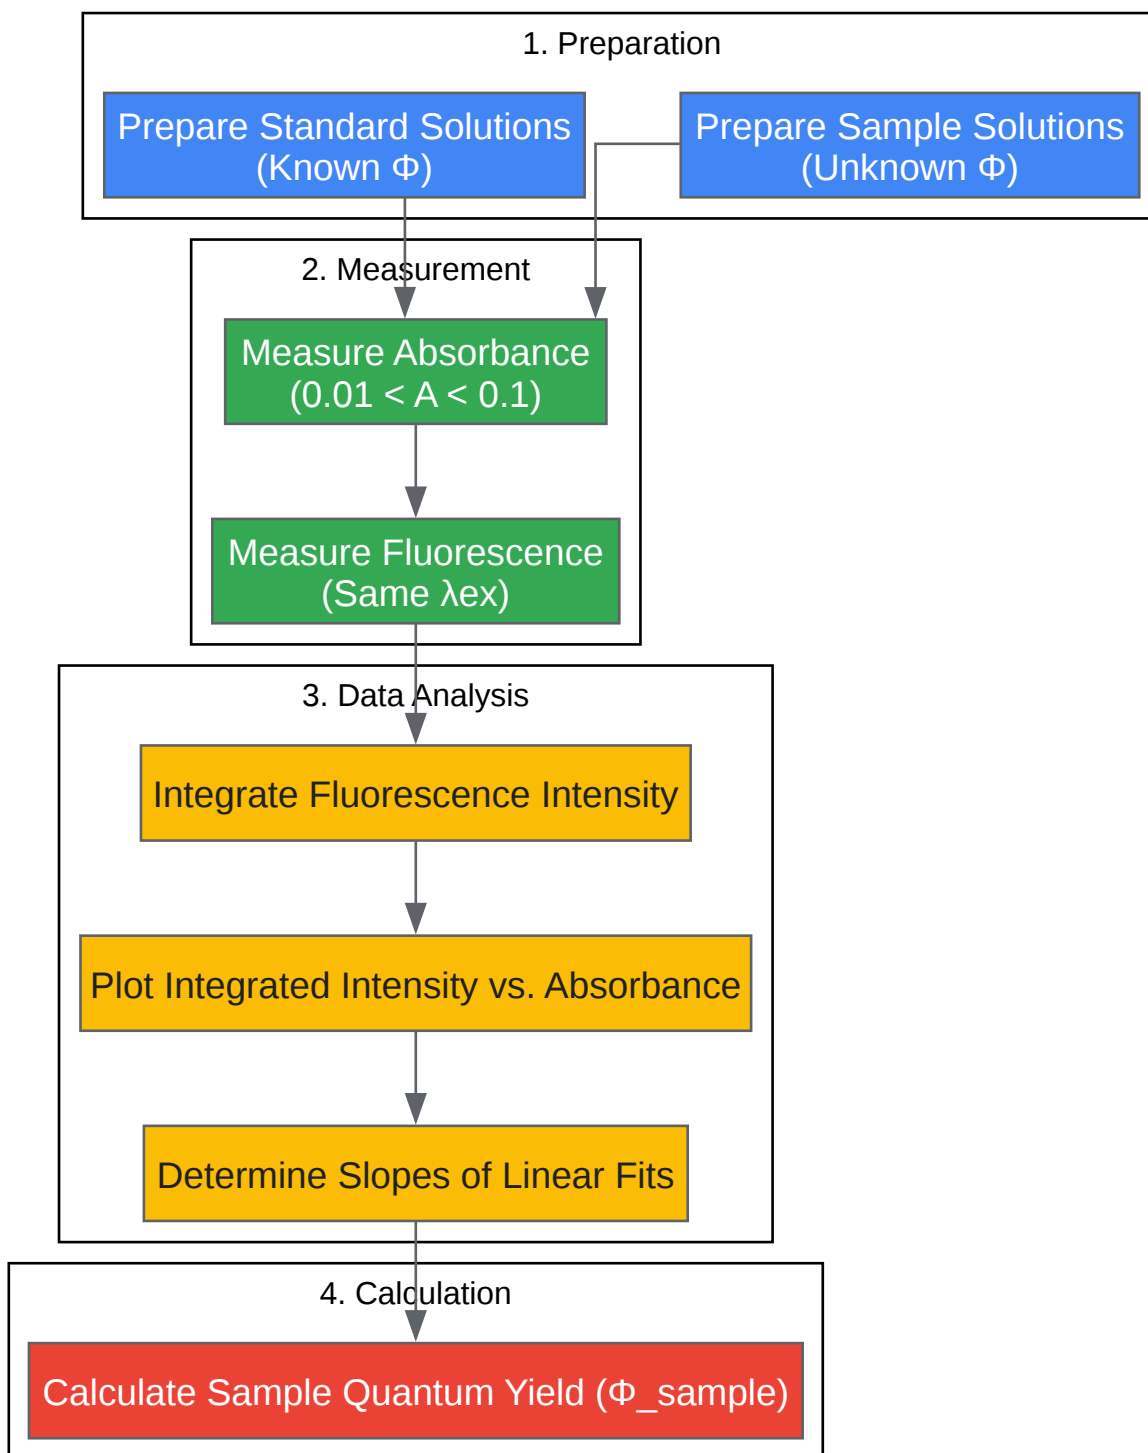 1. Preparation
Prepare Standard Solutions
(Known Φ)
Prepare Sample Solutions
(Unknown Φ)
2. Measurement
Measure Absorbance
(0.01 < A < 0.1)
Measure Fluorescence
(Same λex)
3. Data Analysis
Integrate Fluorescence Intensity
Plot Integrated Intensity vs. Absorbance
Determine Slopes of Linear Fits
4. Calculation
Calculate Sample Quantum Yield (Φ_sample)